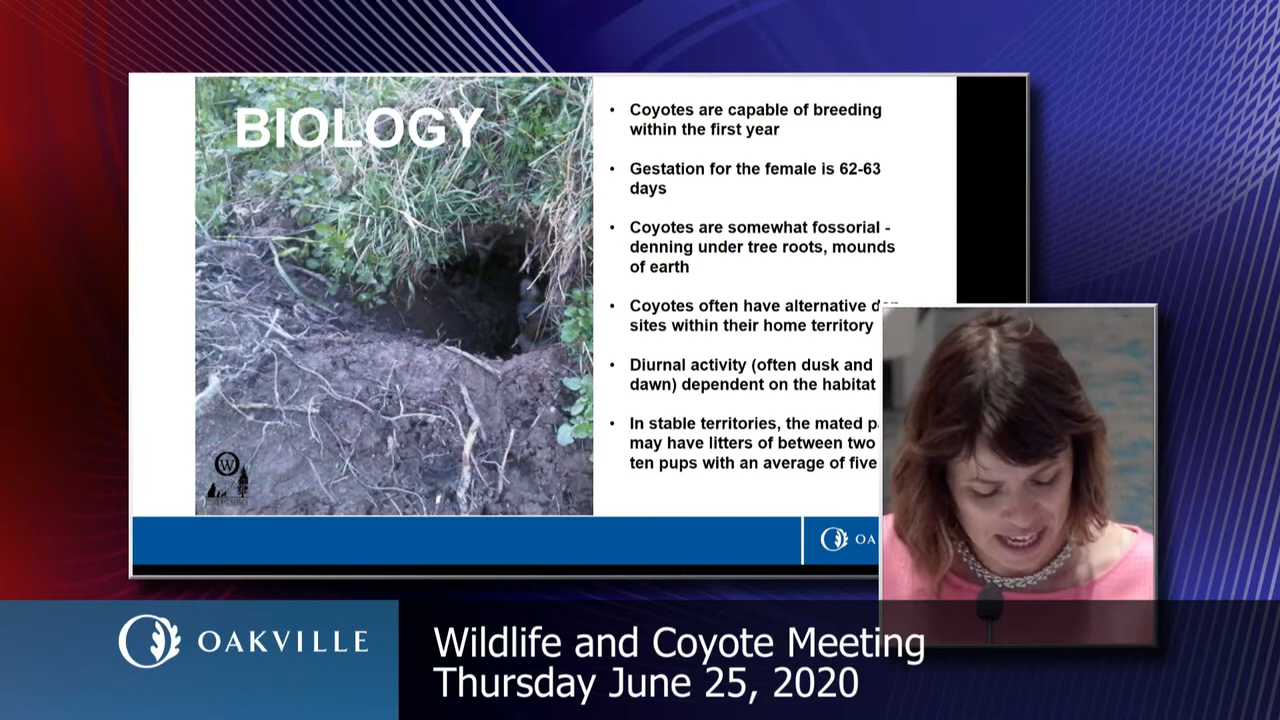 BIOLOGY
• Coyotes are capable of breeding
within the first year
• Gestation for the female is 62-63
days
• Coyotes are somewhat fossorial -
denning under tree roots, mounds
of earth
• Coyotes often have alternative
sites within their home territory
• Diurnal activity (often dusk and
dawn) dependent on the habitat
• In stable territories, the mated
may have litters of between two
ten pups with an average of five
W
OA
OAKVILLE
Wildlife and Coyote Meeting
Thursday June 25, 2020